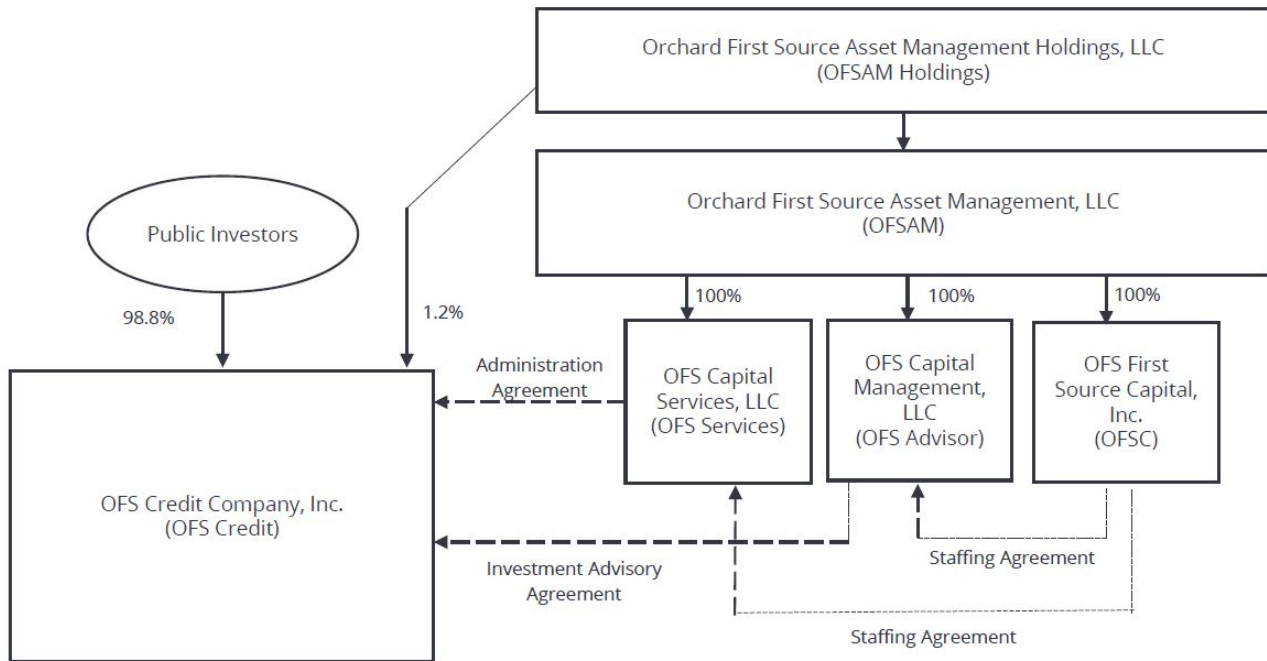 Orchard First Source Asset Management Holdings, LLC
(OFSAM Holdings)
Orchard First Source Asset Management, LLC
(OFSAM)
Public Investors
98.8%
1.2%
100%
100%
100%
Administration
Agreement
OFS Capital
Services, LLC
(OFS Services)
OFS Capital
Management,
LLC
(OFS Advisor)
OFS First
Source Capital,
Inc.
(OFSC)
OFS Credit Company, Inc.
(OFS Credit)
Investment Advisory
Agreement
Staffing Agreement
Staffing Agreement